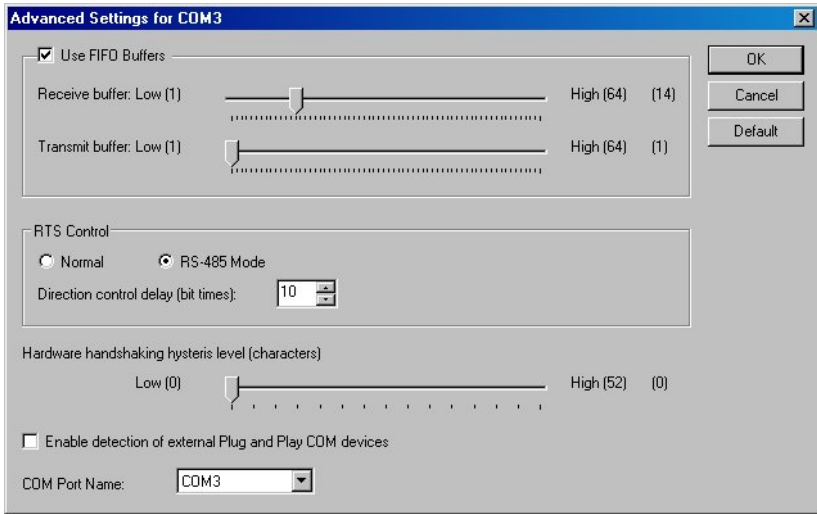 Advanced Settings for COM3
Use FIFO Buffers
OK
Receive buffer: Low (1) High (64) (14)
Cancel
Default
Transmit buffer: Low (1) High (64) (1)
RTS Control
Normal RS-485 Mode
Direction control delay (bit times): 10
Hardware handshaking hysteris level (characters)
Low (0) High (52) (0)
Enable detection of external Plug and Play COM devices
COM Port Name: COM3